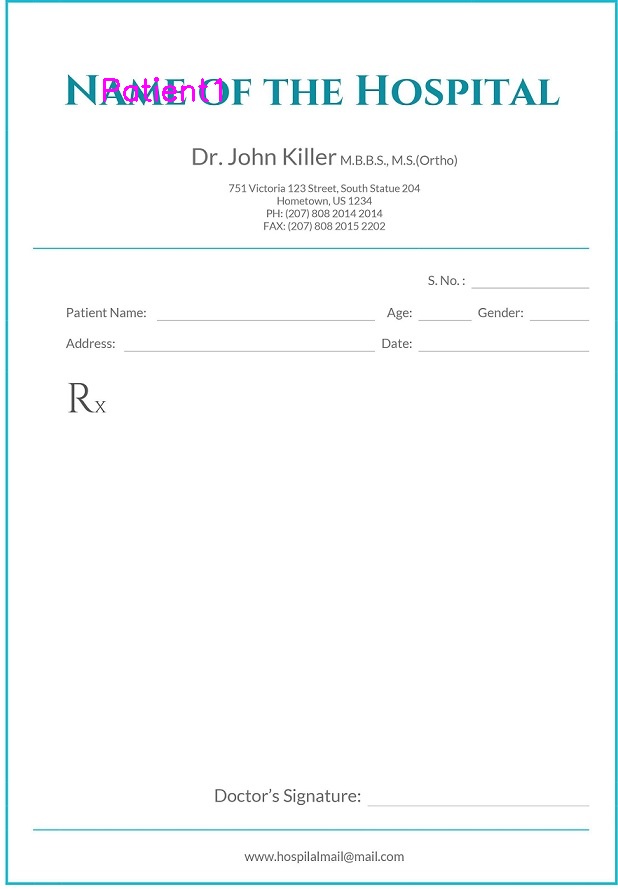 NAME OF THE HOSPITAL
Patient1
Dr. John Killer M.B.B.S., M.S.(Ortho)
751 Victoria 123 Street, South Statue 204
Hometown, US 1234
PH: (207) 808 2014 2014
FAX: (207) 808 2015 2202
S. No. :
Patient Name: Age: Gender:
Address: Date:
Rx
Doctor's Signature:
www.hospilalmail@mail.com